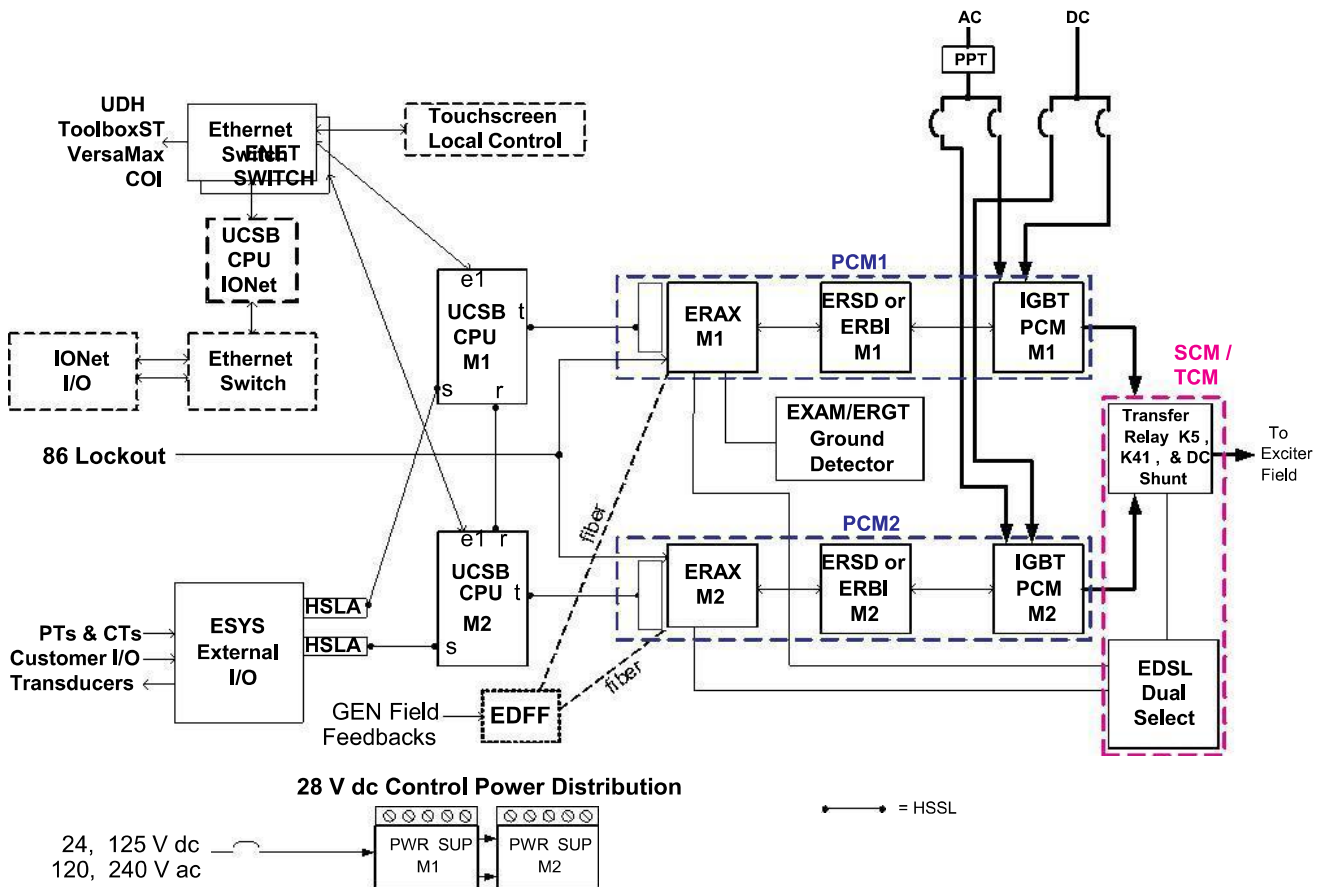 AC
DC
PPT
UDH
ToolboxST
VersaMax
COI
Ethernet
Switch
ENET
SWITCH
Touchscreen
Local Control
UCSB
CPU
IONet
IONet
I/O
Ethernet
Switch
e1
UCSB
CPU
M1
t
s
r
PCM1
ERAX
M1
ERSD or
ERBI
M1
IGBT
PCM
M1
SCM /
TCM
EXAM/ERGT
Ground
Detector
Transfer
Relay K5 ,
K41 , & DC
Shunt
To
Exciter
Field
86 Lockout
fiber
PCM2
e1
r
UCSB
CPU
M2
t
s
ERAX
M2
ERSD or
ERBI
M2
IGBT
PCM
M2
HSLA
HSLA
PTs & CTs
Customer I/O
Transducers
ESYS
External
I/O
fiber
GEN Field
Feedbacks
EDFF
EDSL
Dual
Select
28 V dc Control Power Distribution
= HSSL
24, 125 V dc
120, 240 V ac
PWR SUP
M1
PWR SUP
M2